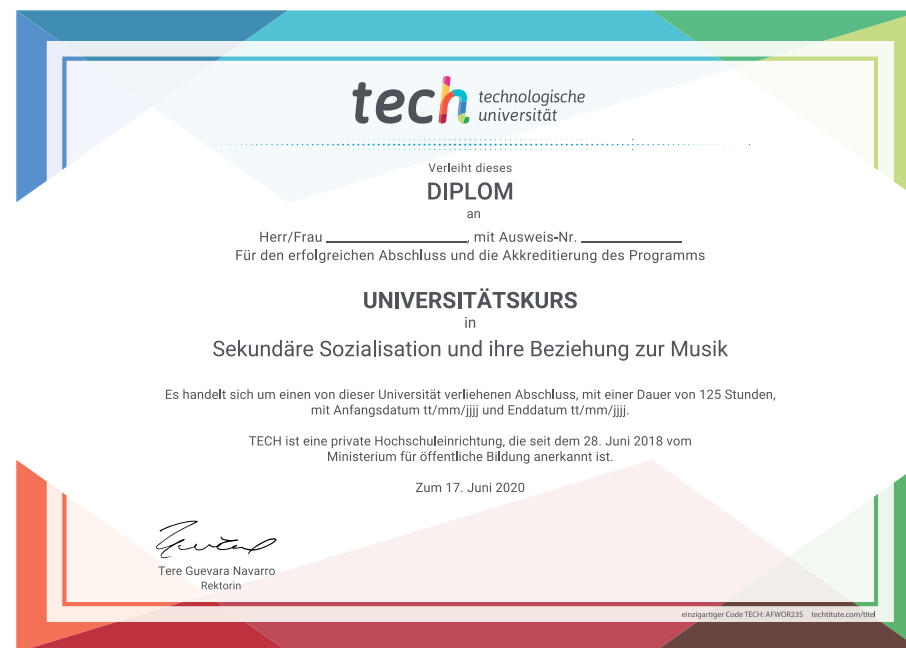 tech technologische
universität
Verleiht dieses
DIPLOM
an
Herr/Frau ____________, mit Ausweis-Nr. ____________
Für den erfolgreichen Abschluss und die Akkreditierung des Programms
UNIVERSITÄTSKURS
in
Sekundäre Sozialisation und ihre Beziehung zur Musik
Es handelt sich um einen von dieser Universität verliehenen Abschluss, mit einer Dauer von 125 Stunden,
mit Anfangsdatum tt/mm/jjjj und Enddatum tt/mm/jjjj.
TECH ist eine private Hochschuleinrichtung, die seit dem 28. Juni 2018 vom
Ministerium für öffentliche Bildung anerkannt ist.
Zum 17. Juni 2020
Tere Guevara Navarro
Rektorin
einzigartiger Code TECH: AFWOR23S techtitute.com/titel